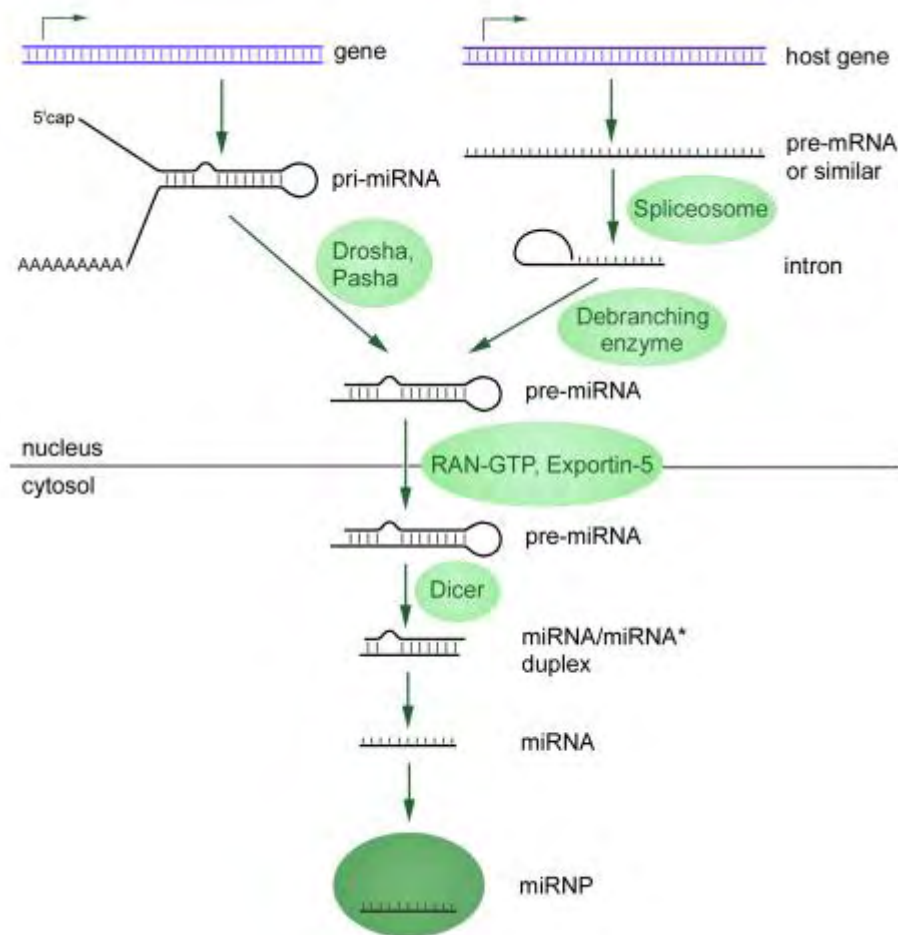 gene
host gene
5'cap
pri-miRNA
pre-mRNA
or similar
Spliceosome
AAAAAAAAA
Drosha,
Pasha
intron
Debranching
enzyme
pre-miRNA
nucleus
RAN-GTP, Exportin-5
cytosol
pre-miRNA
Dicer
miRNA/miRNA*
duplex
miRNA
miRNP